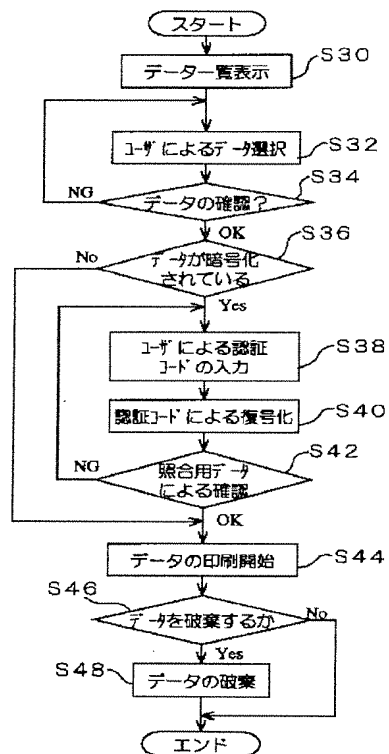 スタート
S30
データ一覧表示
ユーザによるデータ選択
S32
S34
NG
データの確認？
OK
S36
No
データが暗号化
されている
Yes
ユーザによる認証
コードの入力
S38
認証コードによる復号化
S40
S42
NG
照合用データ
による確認
OK
データの印刷開始
S44
S46
データを破棄するか
No
Yes
S48
データの破棄
エンド